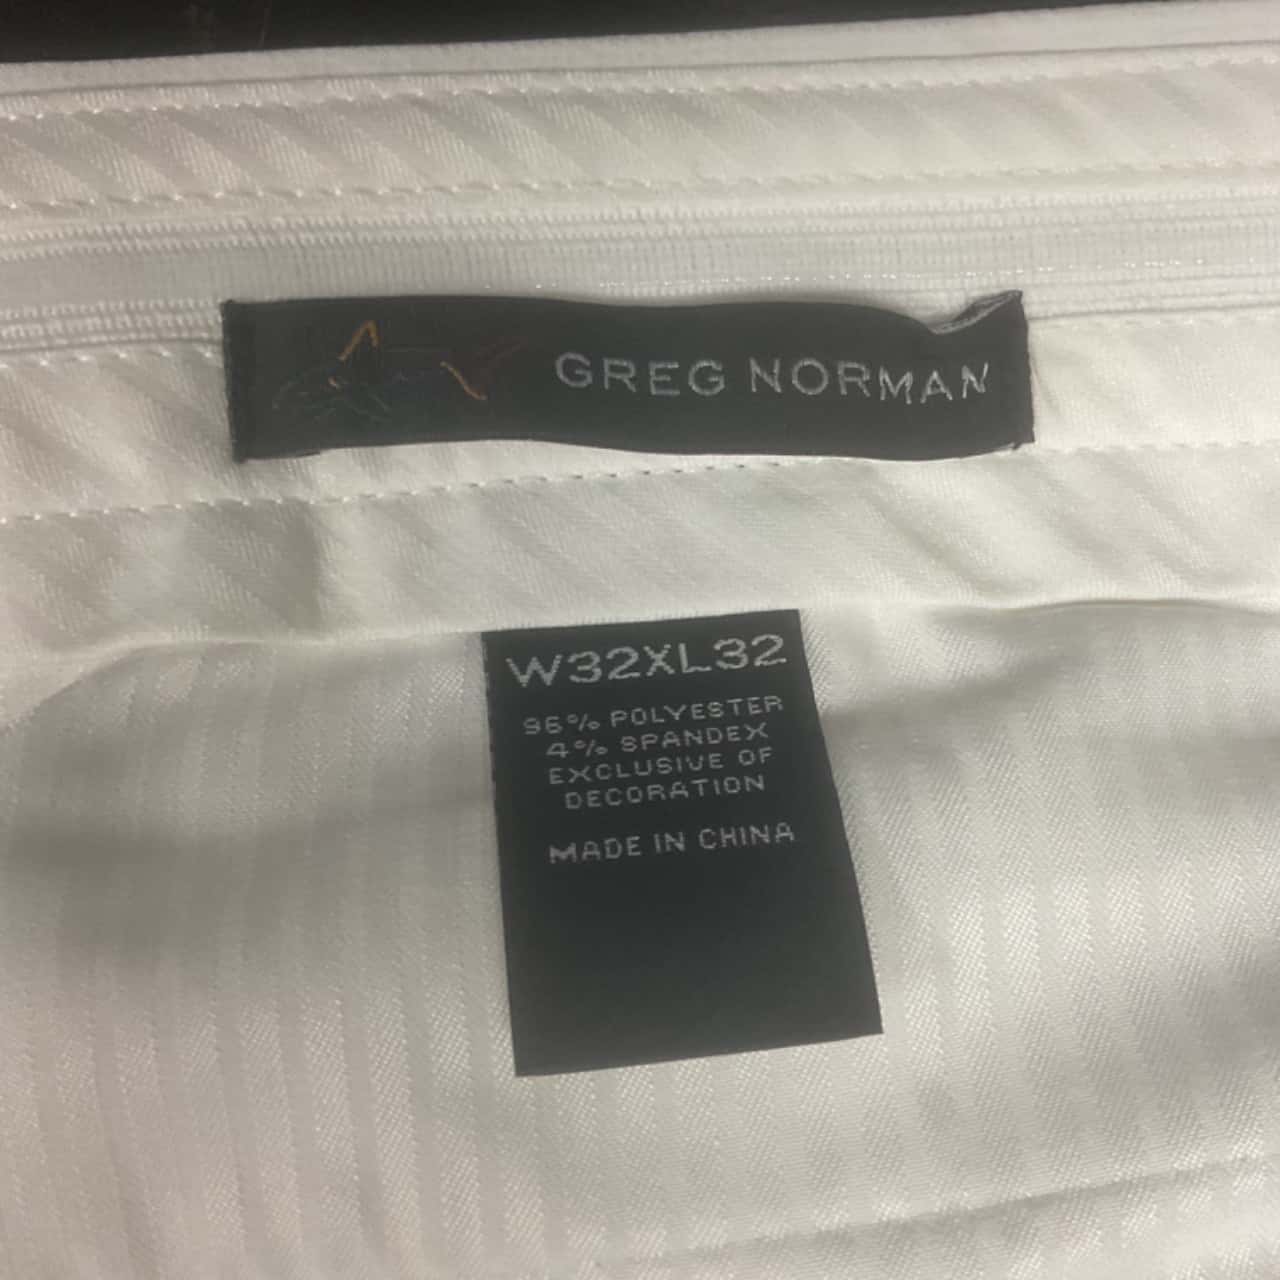 GREG NORMAN
W32XL32
96% POLYESTER
4% SPANDEX
EXCLUSIVE OF
DECORATION
MADE IN CHINA